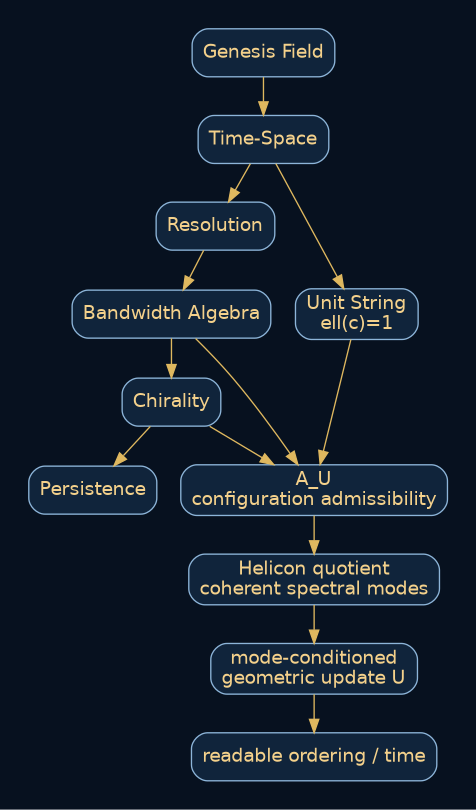 Genesis Field
Time-Space
Resolution
Bandwidth Algebra
Unit String
ell(c)=1
Chirality
Persistence
A_U
configuration admissibility
Helicon quotient
coherent spectral modes
mode-conditioned
geometric update U
readable ordering / time